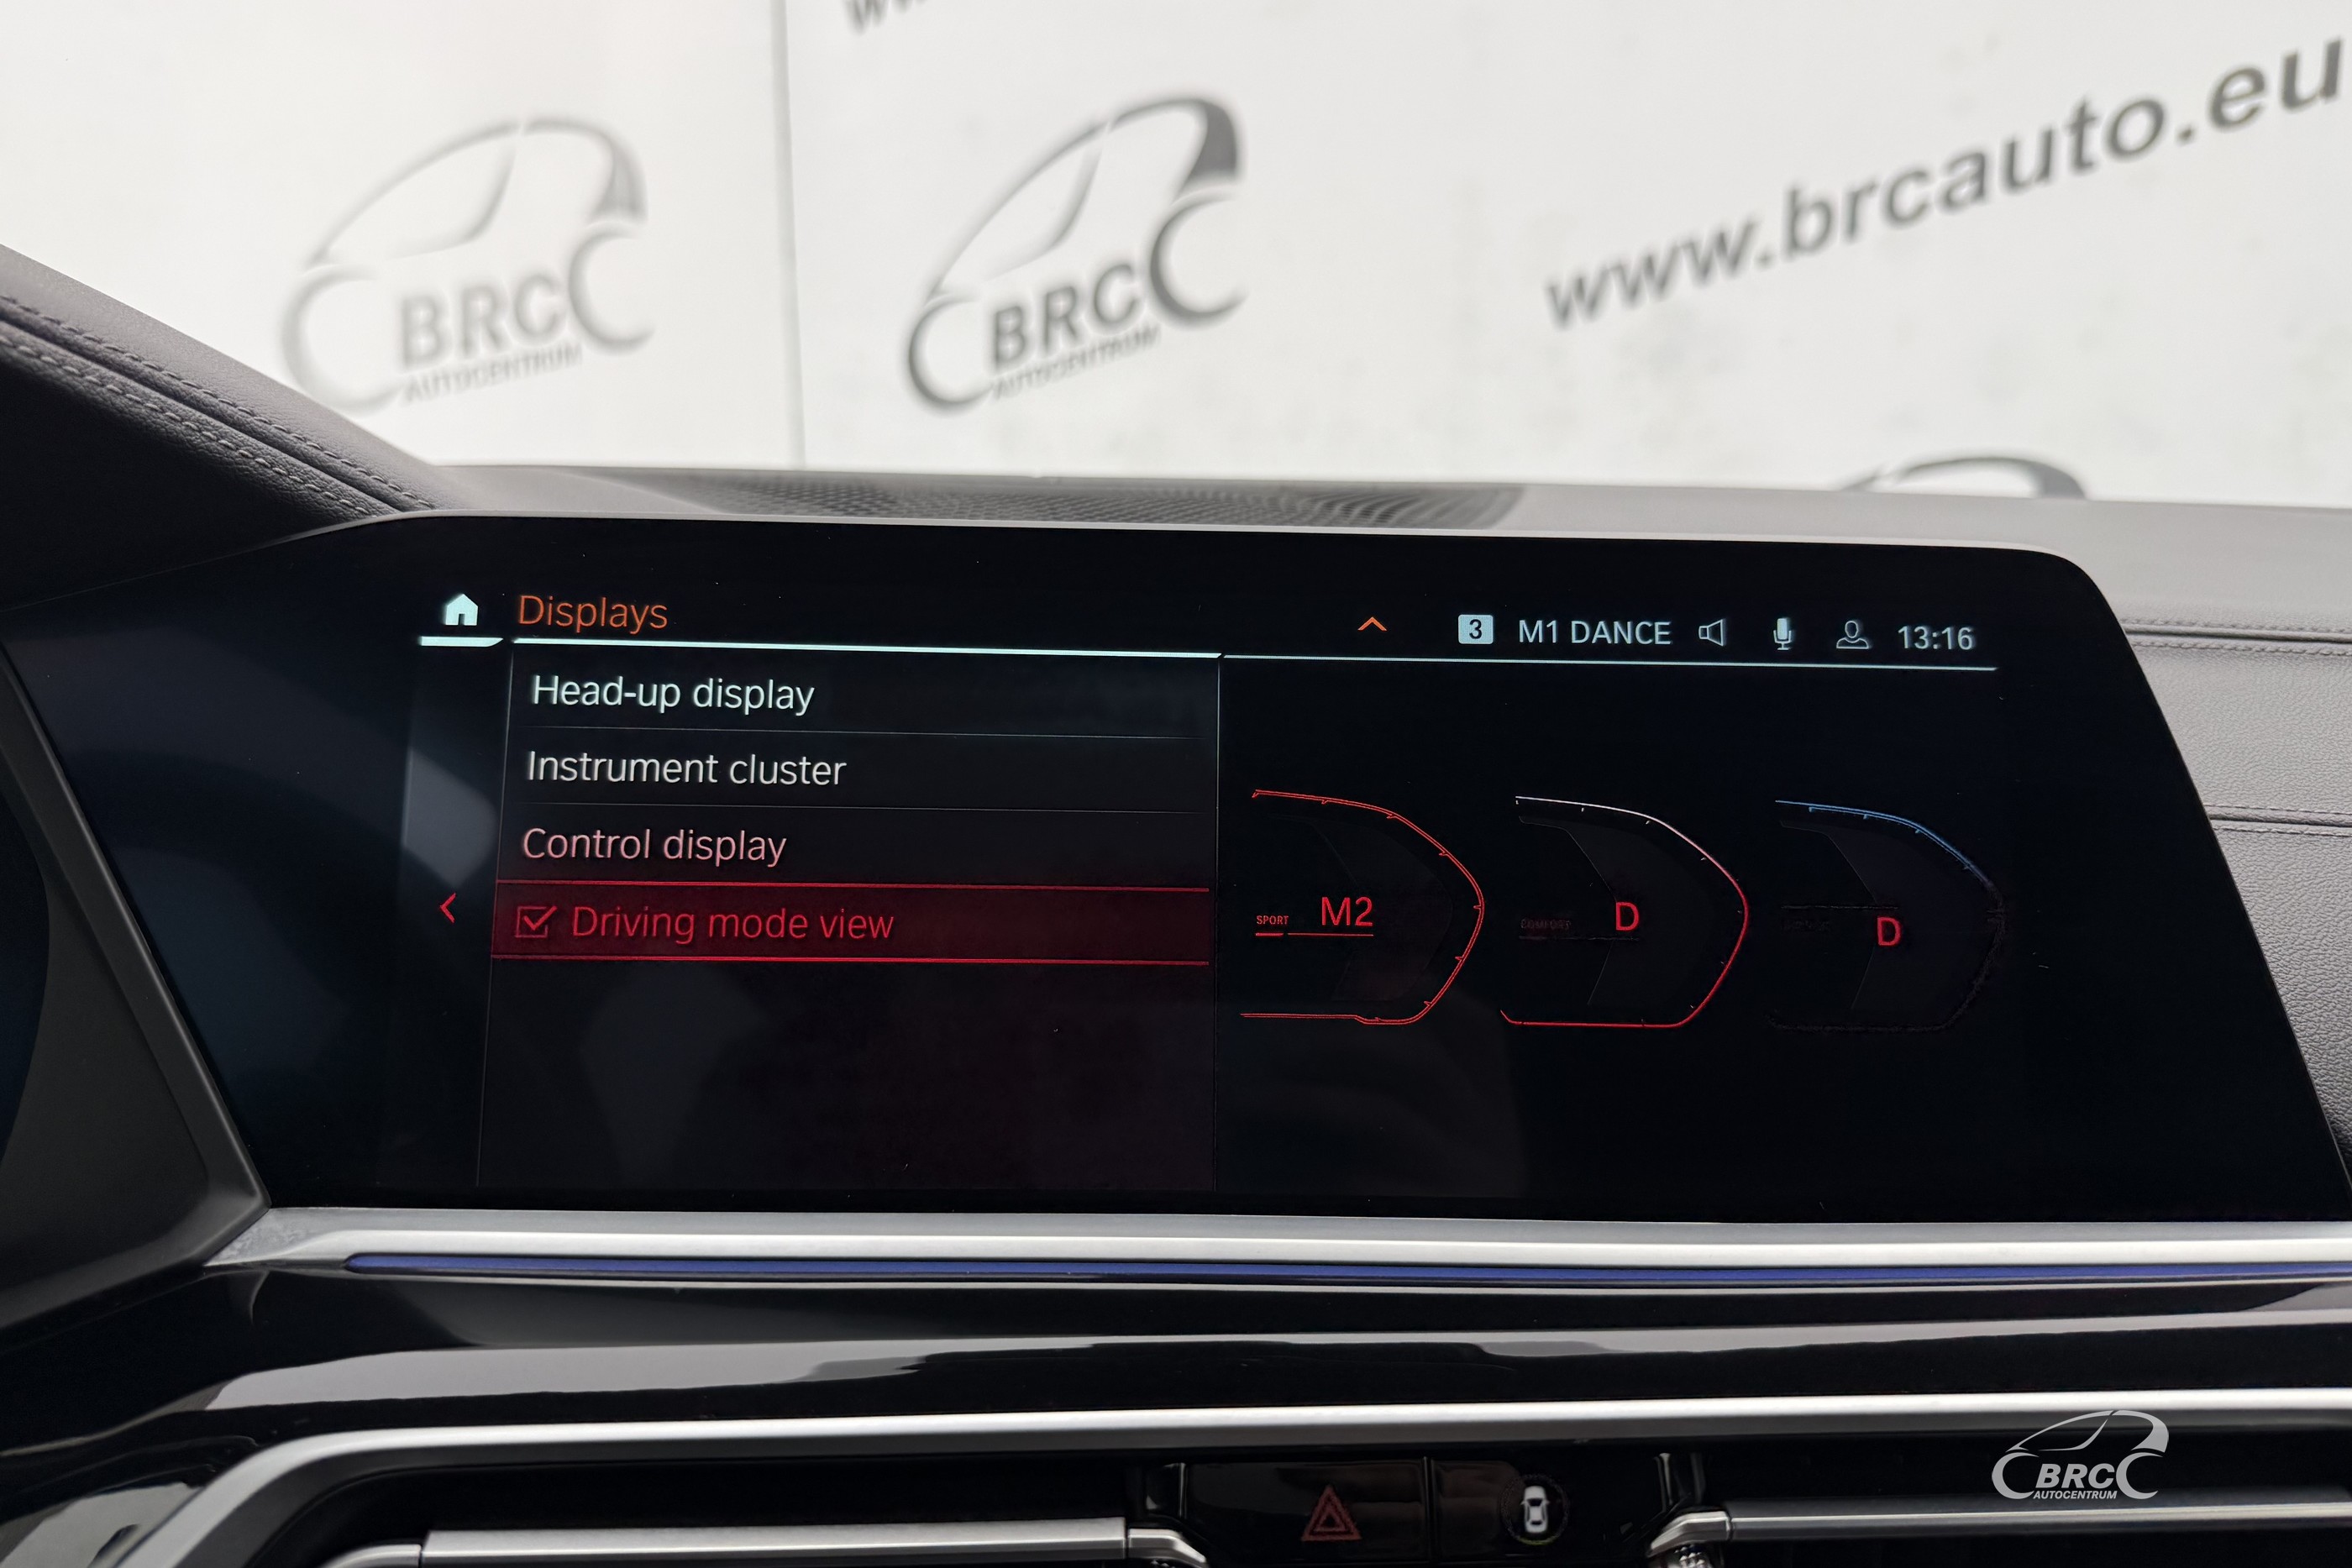 BRC
AUTOCENTRUM
BRC
AUTOCENTRUM
www.brcauto.eu
Displays
3 M1 DANCE 13:16
Head-up display
Instrument cluster
Control display
Driving mode view
SPORT M2
COMFORT D
D
BRC
AUTOCENTRUM